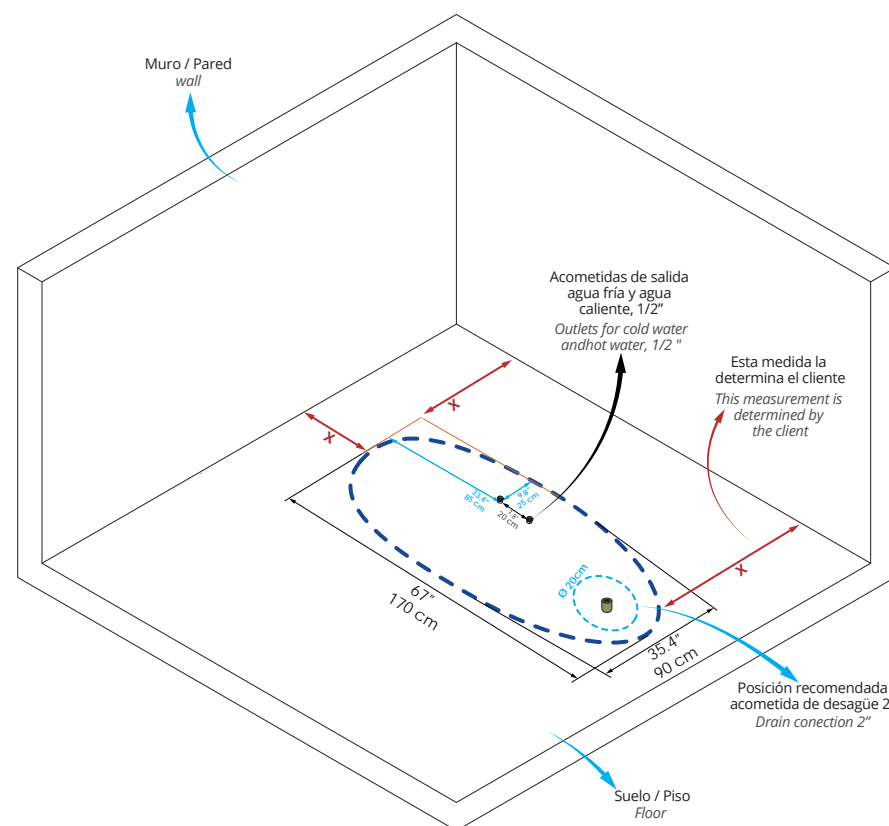 Muro / Pared
wall
Acometidas de salida
agua fría y agua
caliente, 1/2”
Outlets for cold water
andhot water, 1/2 "
Esta medida la
determina el cliente
This measurement is
determined by
the client
X
X
33.4”
85 cm
9.8”
25 cm
7.8”
20 cm
Ø 20cm
X
67”
170 cm
35.4”
90 cm
Posición recomendada
acometida de desagüe 2
Drain conection 2”
Suelo / Piso
Floor